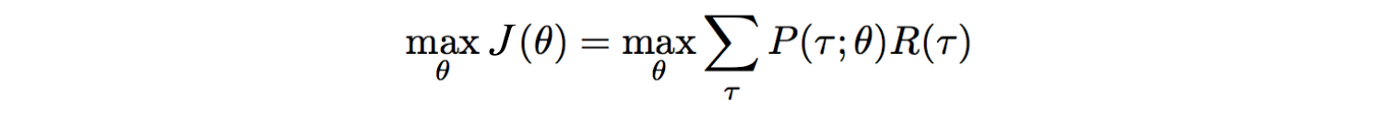 max_θ J(θ) = max_θ ∑_τ P(τ;θ)R(τ)